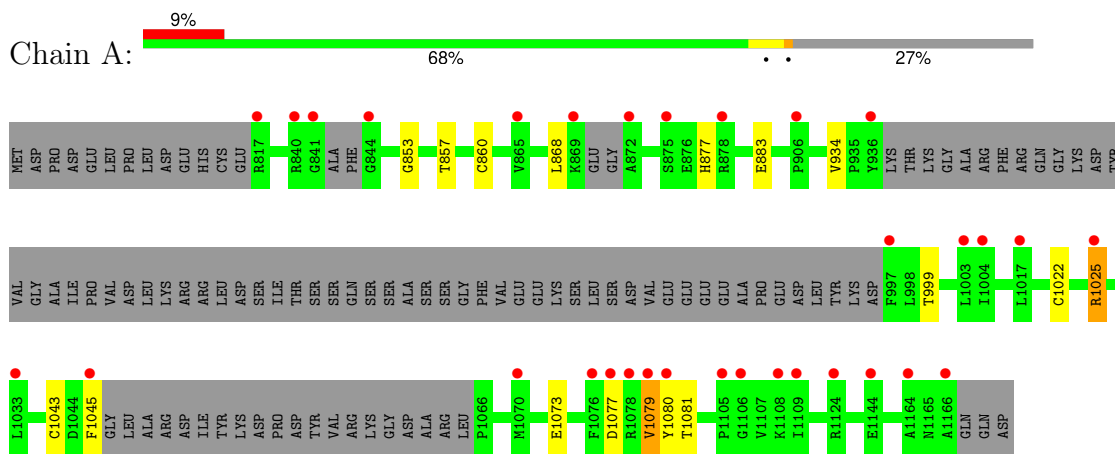 9%
Chain A:
68% • • 27%
MET ASP PRO ASP GLU LEU PRO LEU ASP GLU HIS CYS GLU R817 R840 G841 ALA PHE G844 G853 T857 C860 V865 L868 K869 GLU GLY A872 S875 E876 H877 R878 E883 P906 V934 P935 Y936 LYS THR LYS GLY ALA ARG PHE ARG GLN GLY LYS ASP TYR
VAL GLY ALA ILE PRO VAL ASP LEU LYS ARG ARG LEU ASP SER ILE THR SER SER GLN SER SER ALA SER SER GLY PHE VAL GLU GLU LYS SER LEU SER ASP VAL GLU GLU GLU GLU ALA PRO GLU ASP LEU TYR LYS ASP F997 L998 T999 L1003 I1004 L1017 C1022 R1025
L1033 C1043 D1044 F1045 GLY LEU ALA ARG ASP ILE TYR LYS ASP PRO ASP TYR VAL ARG LYS GLY ASP ALA ARG LEU P1066 M1070 E1073 F1076 D1077 R1078 V1079 Y1080 T1081 P1105 G1106 V1107 K1108 I1109 R1124 E1144 A1164 N1165 A1166 GLN GLN ASP